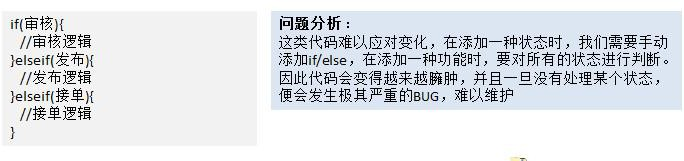 if(审核){
//审核逻辑
}elseif(发布){
//发布逻辑
}elseif(接单){
//接单逻辑
}
问题分析：
这类代码难以应对变化，在添加一种状态时，我们需要手动
添加if/else，在添加一种功能时，要对所有的状态进行判断。
因此代码会变得越来越臃肿，并且一旦没有处理某个状态，
便会发生极其严重的BUG，难以维护